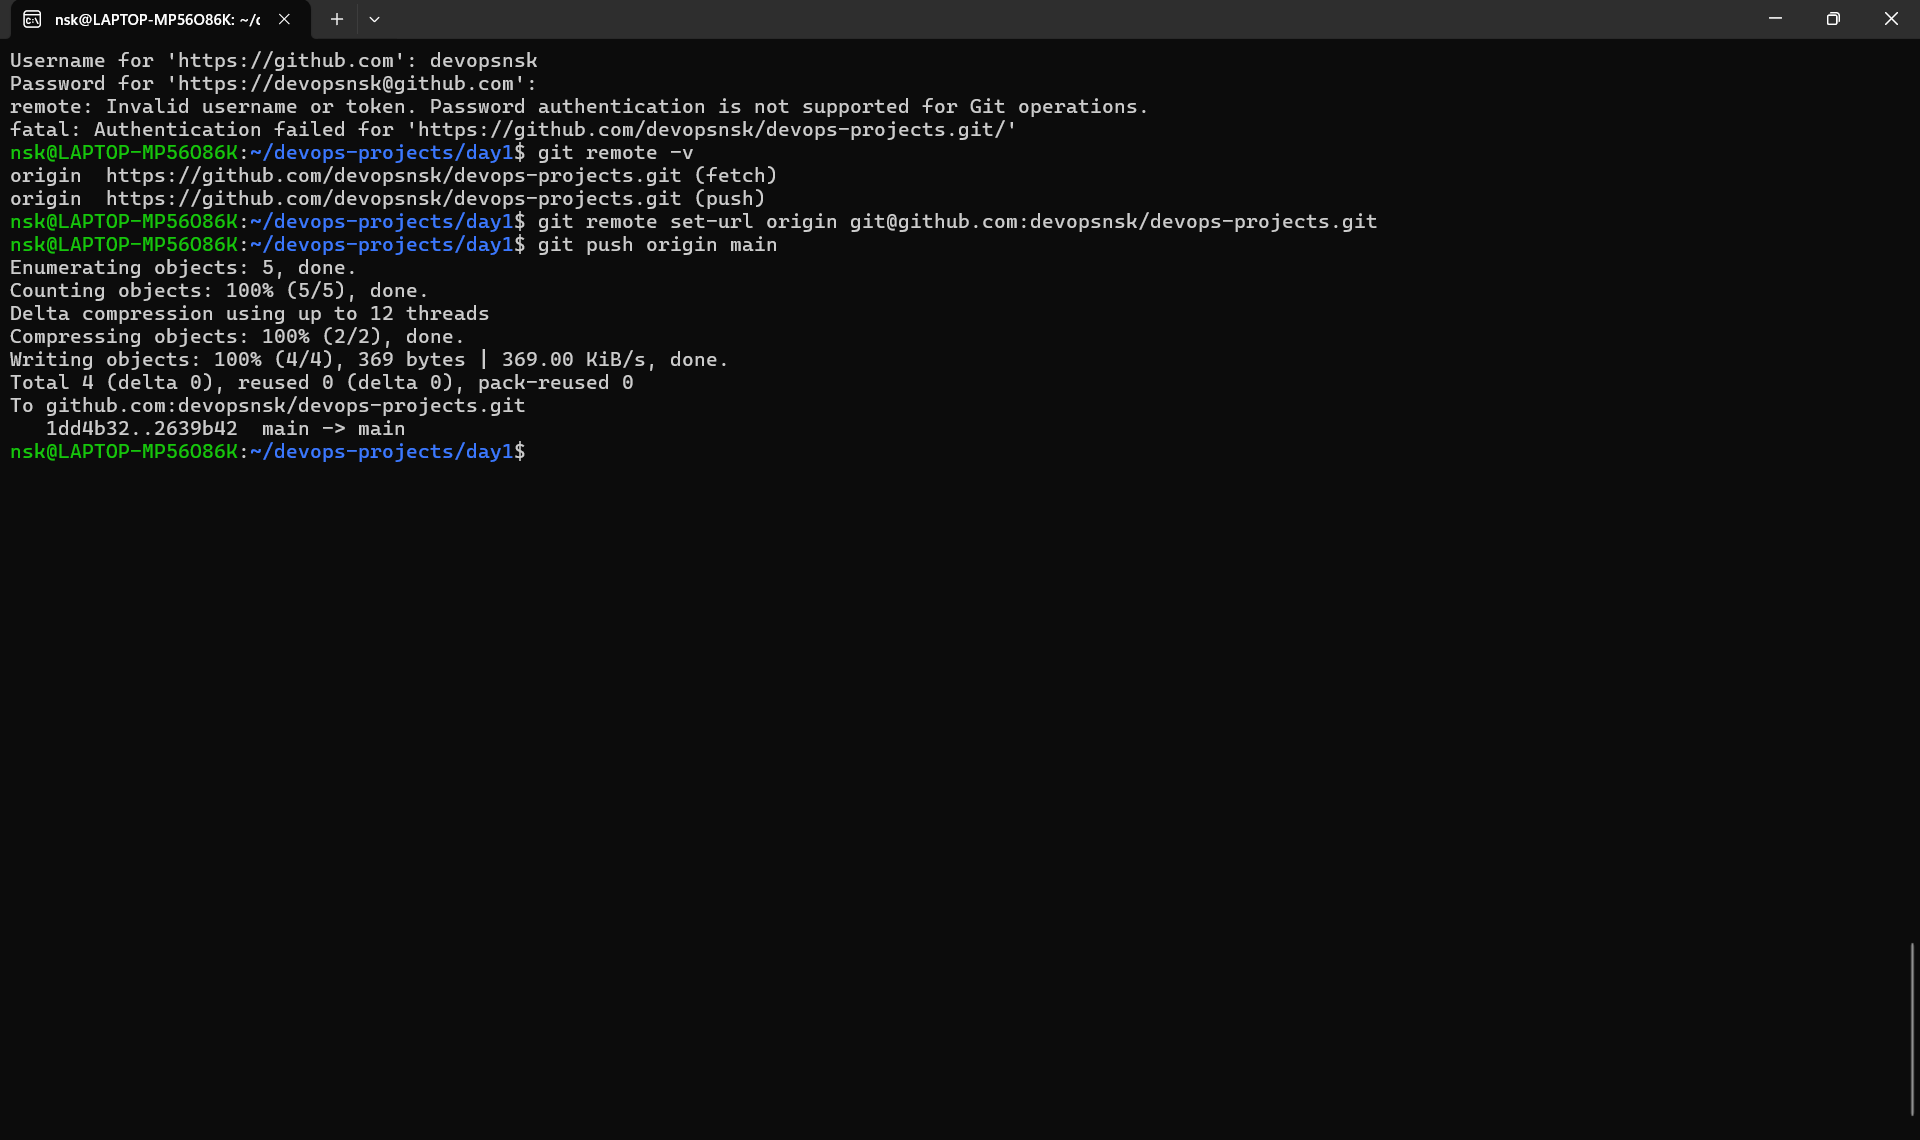 nsk@LAPTOP-MP56O86K: ~/c
Username for 'https://github.com': devopsnsk
Password for 'https://devopsnsk@github.com':
remote: Invalid username or token. Password authentication is not supported for Git operations.
fatal: Authentication failed for 'https://github.com/devopsnsk/devops-projects.git/'
nsk@LAPTOP-MP56O86K:~/devops-projects/day1$ git remote -v
origin  https://github.com/devopsnsk/devops-projects.git (fetch)
origin  https://github.com/devopsnsk/devops-projects.git (push)
nsk@LAPTOP-MP56O86K:~/devops-projects/day1$ git remote set-url origin git@github.com:devopsnsk/devops-projects.git
nsk@LAPTOP-MP56O86K:~/devops-projects/day1$ git push origin main
Enumerating objects: 5, done.
Counting objects: 100% (5/5), done.
Delta compression using up to 12 threads
Compressing objects: 100% (2/2), done.
Writing objects: 100% (4/4), 369 bytes | 369.00 KiB/s, done.
Total 4 (delta 0), reused 0 (delta 0), pack-reused 0
To github.com:devopsnsk/devops-projects.git
   1dd4b32..2639b42  main -> main
nsk@LAPTOP-MP56O86K:~/devops-projects/day1$